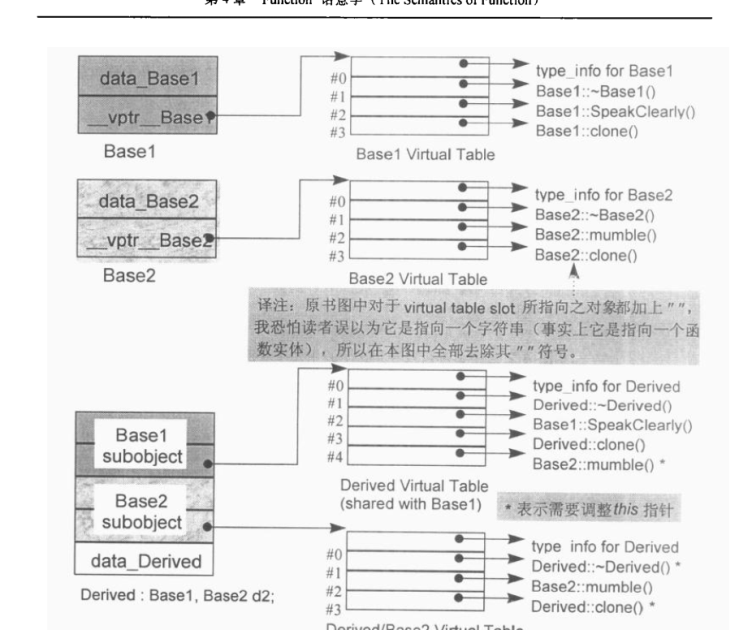 第 4 章 Function 语意学 (The Semantics of Function)
data_Base1
__vptr__Base1
Base1
#0
#1
#2
#3
type_info for Base1
Base1::~Base1()
Base1::SpeakClearly()
Base1::clone()
Base1 Virtual Table
data_Base2
__vptr__Base2
Base2
#0
#1
#2
#3
type_info for Base2
Base2::~Base2()
Base2::mumble()
Base2::clone()
Base2 Virtual Table
译注：原书图中对于 virtual table slot 所指向之对象都加上 " "，
我恐怕读者误以为它是指向一个字符串（事实上它是指向一个函
数实体），所以在本图中全部去除其 " " 符号。
Base1
subobject
Base2
subobject
data_Derived
Derived : Base1, Base2 d2;
#0
#1
#2
#3
#4
type_info for Derived
Derived::~Derived()
Base1::SpeakClearly()
Derived::clone()
Base2::mumble() *
Derived Virtual Table
(shared with Base1)
* 表示需要调整this 指针
#0
#1
#2
#3
type info for Derived
Derived::~Derived() *
Base2::mumble()
Derived::clone() *
Derived/Base2 Virtual Table